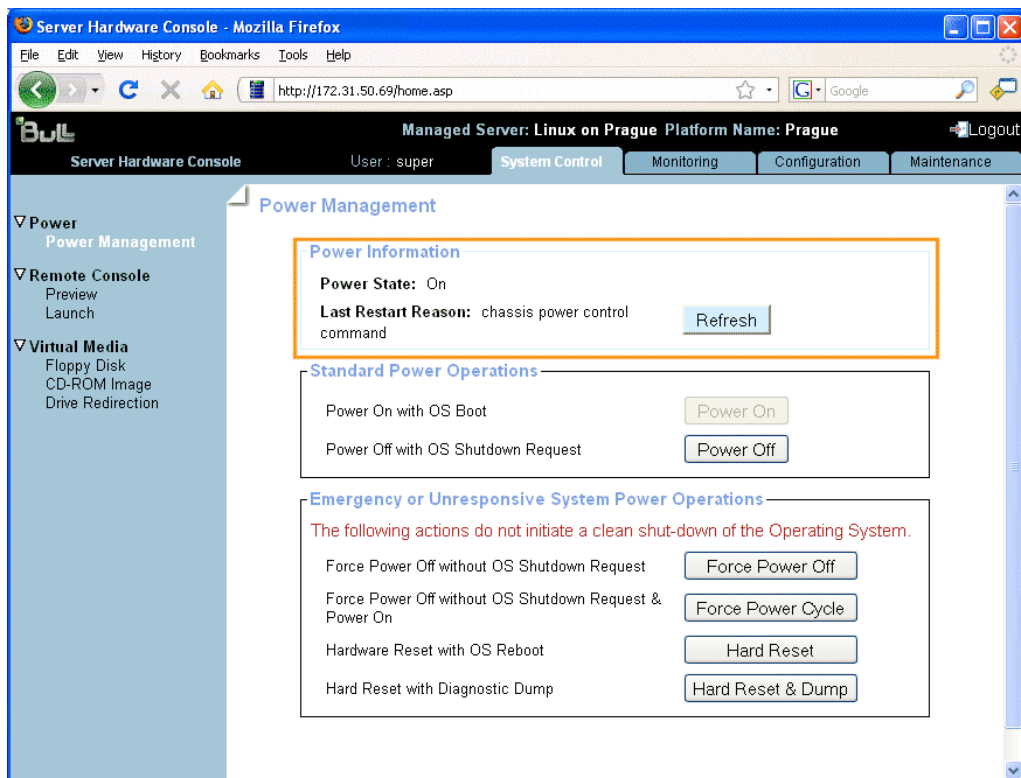 Server Hardware Console - Mozilla Firefox
File Edit View History Bookmarks Tools Help
http://172.31.50.69/home.asp
G Google
Bull
Managed Server: Linux on Prague Platform Name: Prague
Logout
Server Hardware Console
User : super
System Control
Monitoring
Configuration
Maintenance
Power
Power Management
Remote Console
Preview
Launch
Virtual Media
Floppy Disk
CD-ROM Image
Drive Redirection
Power Management
Power Information
Power State: On
Last Restart Reason: chassis power control
command
Refresh
Standard Power Operations
Power On with OS Boot
Power On
Power Off with OS Shutdown Request
Power Off
Emergency or Unresponsive System Power Operations
The following actions do not initiate a clean shut-down of the Operating System.
Force Power Off without OS Shutdown Request
Force Power Off
Force Power Off without OS Shutdown Request &
Power On
Force Power Cycle
Hardware Reset with OS Reboot
Hard Reset
Hard Reset with Diagnostic Dump
Hard Reset & Dump